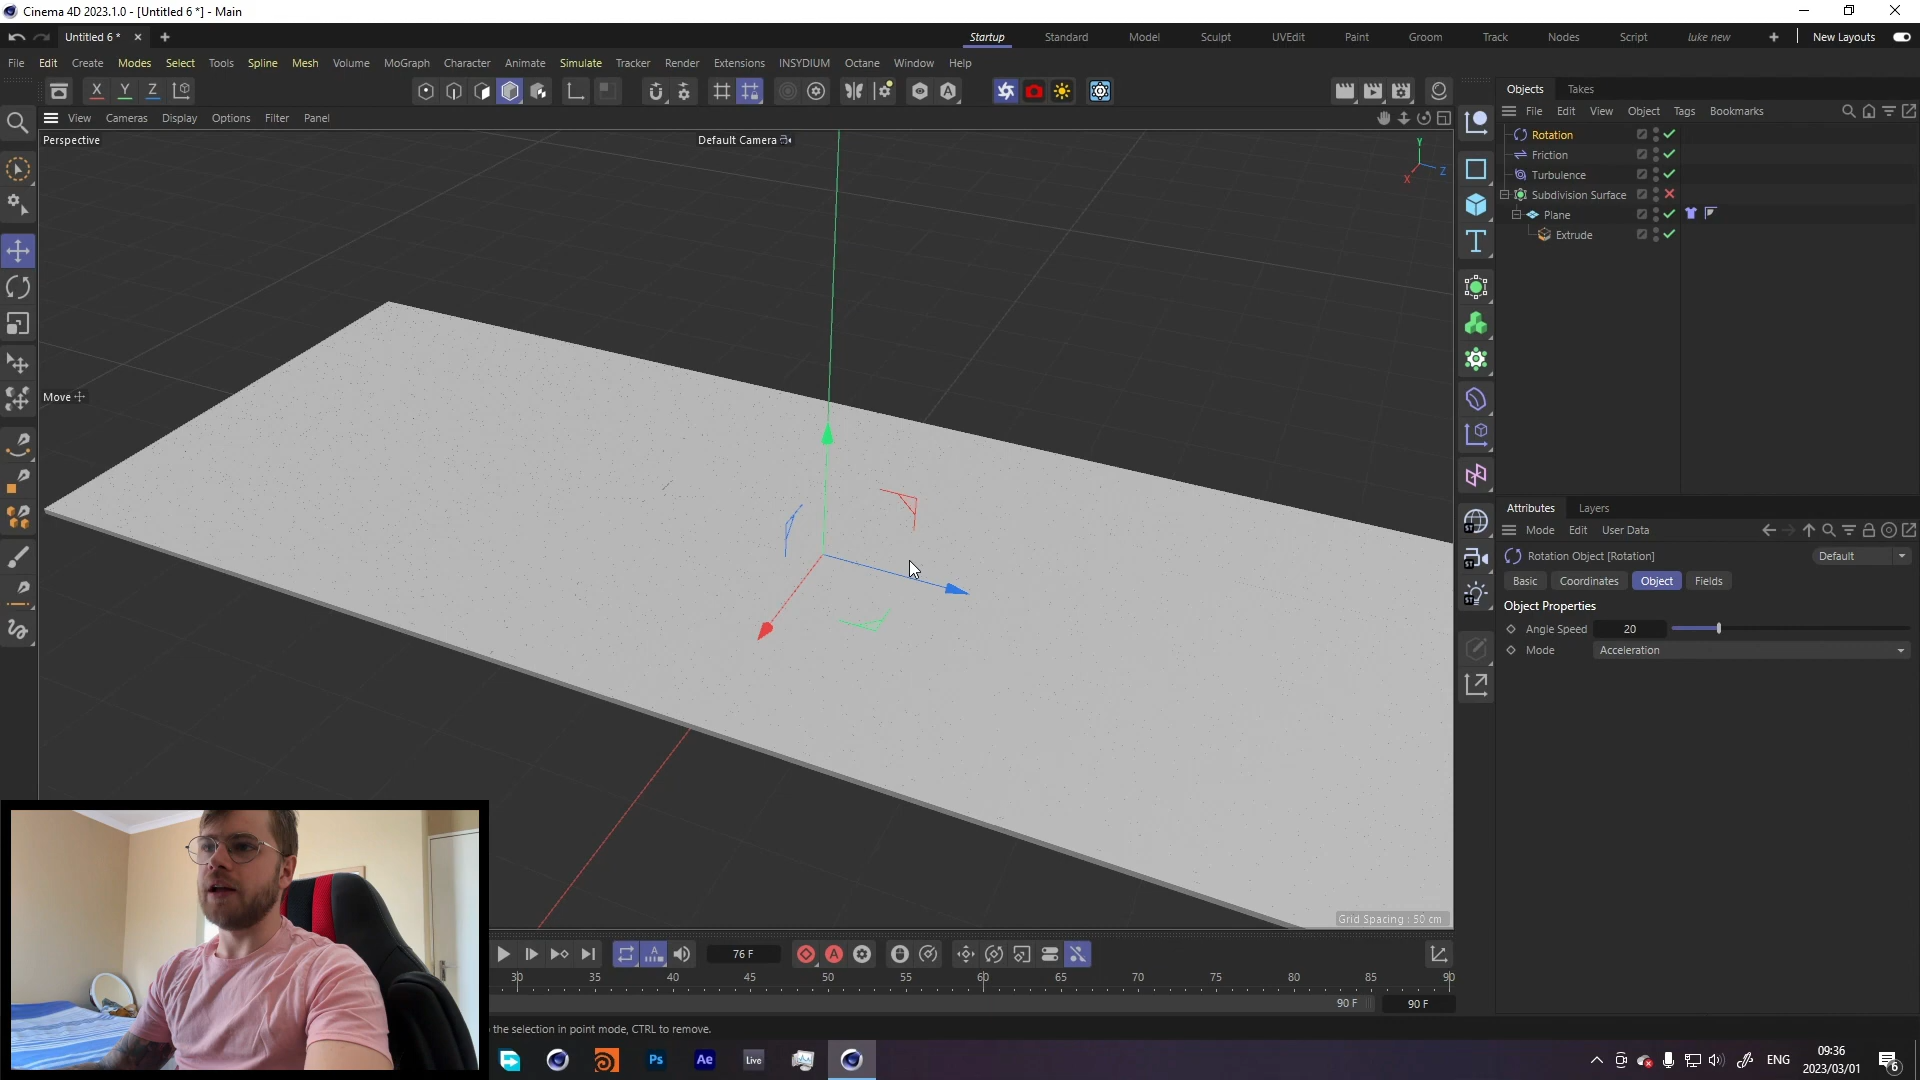 Cinema 4D 2023.1.0 - [Untitled 6 *] - Main
Untitled 6 *
Startup Standard Model Sculpt UVEdit Paint Groom Track Nodes Script luke new New Layouts
File Edit Create Modes Select Tools Spline Mesh Volume MoGraph Character Animate Simulate Tracker Render Extensions INSYDIUM Octane Window Help
X Y Z
Objects Takes
View Cameras Display Options Filter Panel
File Edit View Object Tags Bookmarks
Perspective
Default Camera
Y
X
Z
Rotation
Friction
Turbulence
Subdivision Surface
Plane
Extrude
Move
Attributes Layers
Mode Edit User Data
Rotation Object [Rotation]
Default
Basic Coordinates Object Fields
Object Properties
Angle Speed 20
Mode Acceleration
ST
ST
ST
Grid Spacing : 50 cm
76 F
30 35 40 45 50 55 60 65 70 75 80 85 90
90 F 90 F
the selection in point mode, CTRL to remove.
Ps Ae Live
ENG
09:36
2023/03/01
6